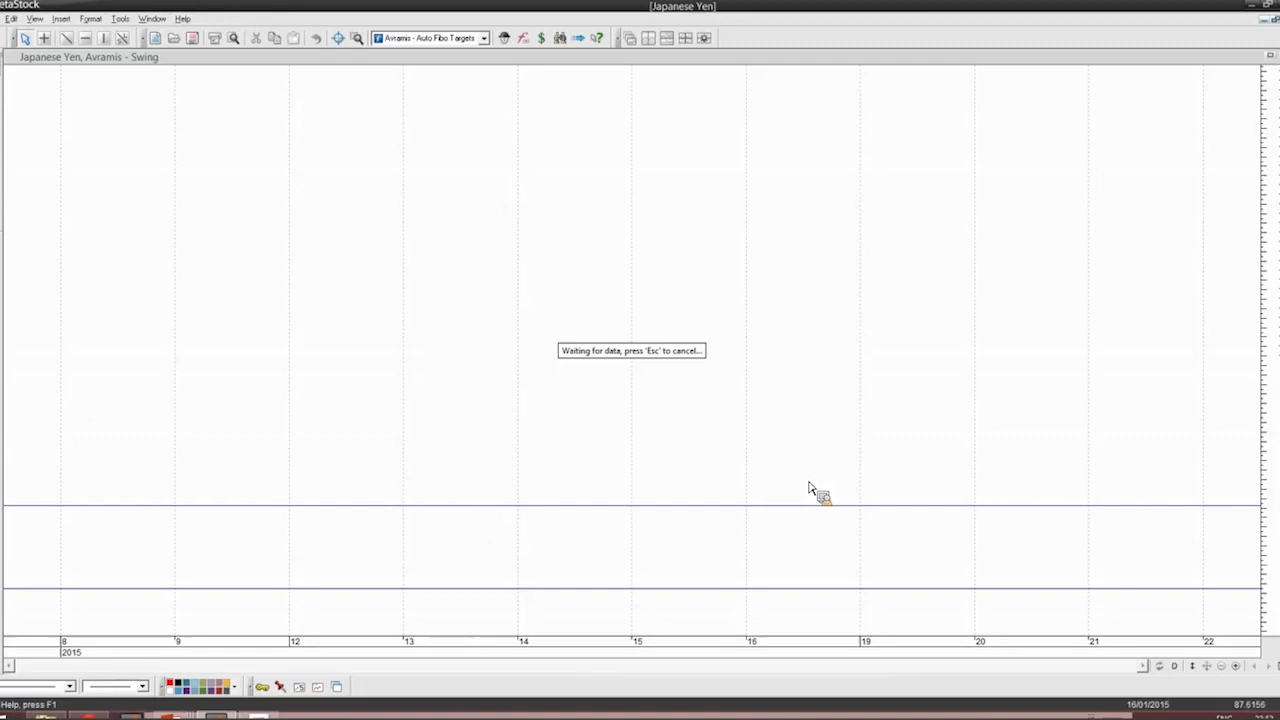 etaStock
[Japanese Yen]
Edit View Insert Format Tools Window Help
Avramis - Auto Fibo Targets
Japanese Yen, Avramis - Swing
Waiting for data, press 'Esc' to cancel...
8 9 12 13 14 15 16 19 20 21 22
2015
D
Help, press F1
16/01/2015 87.6156